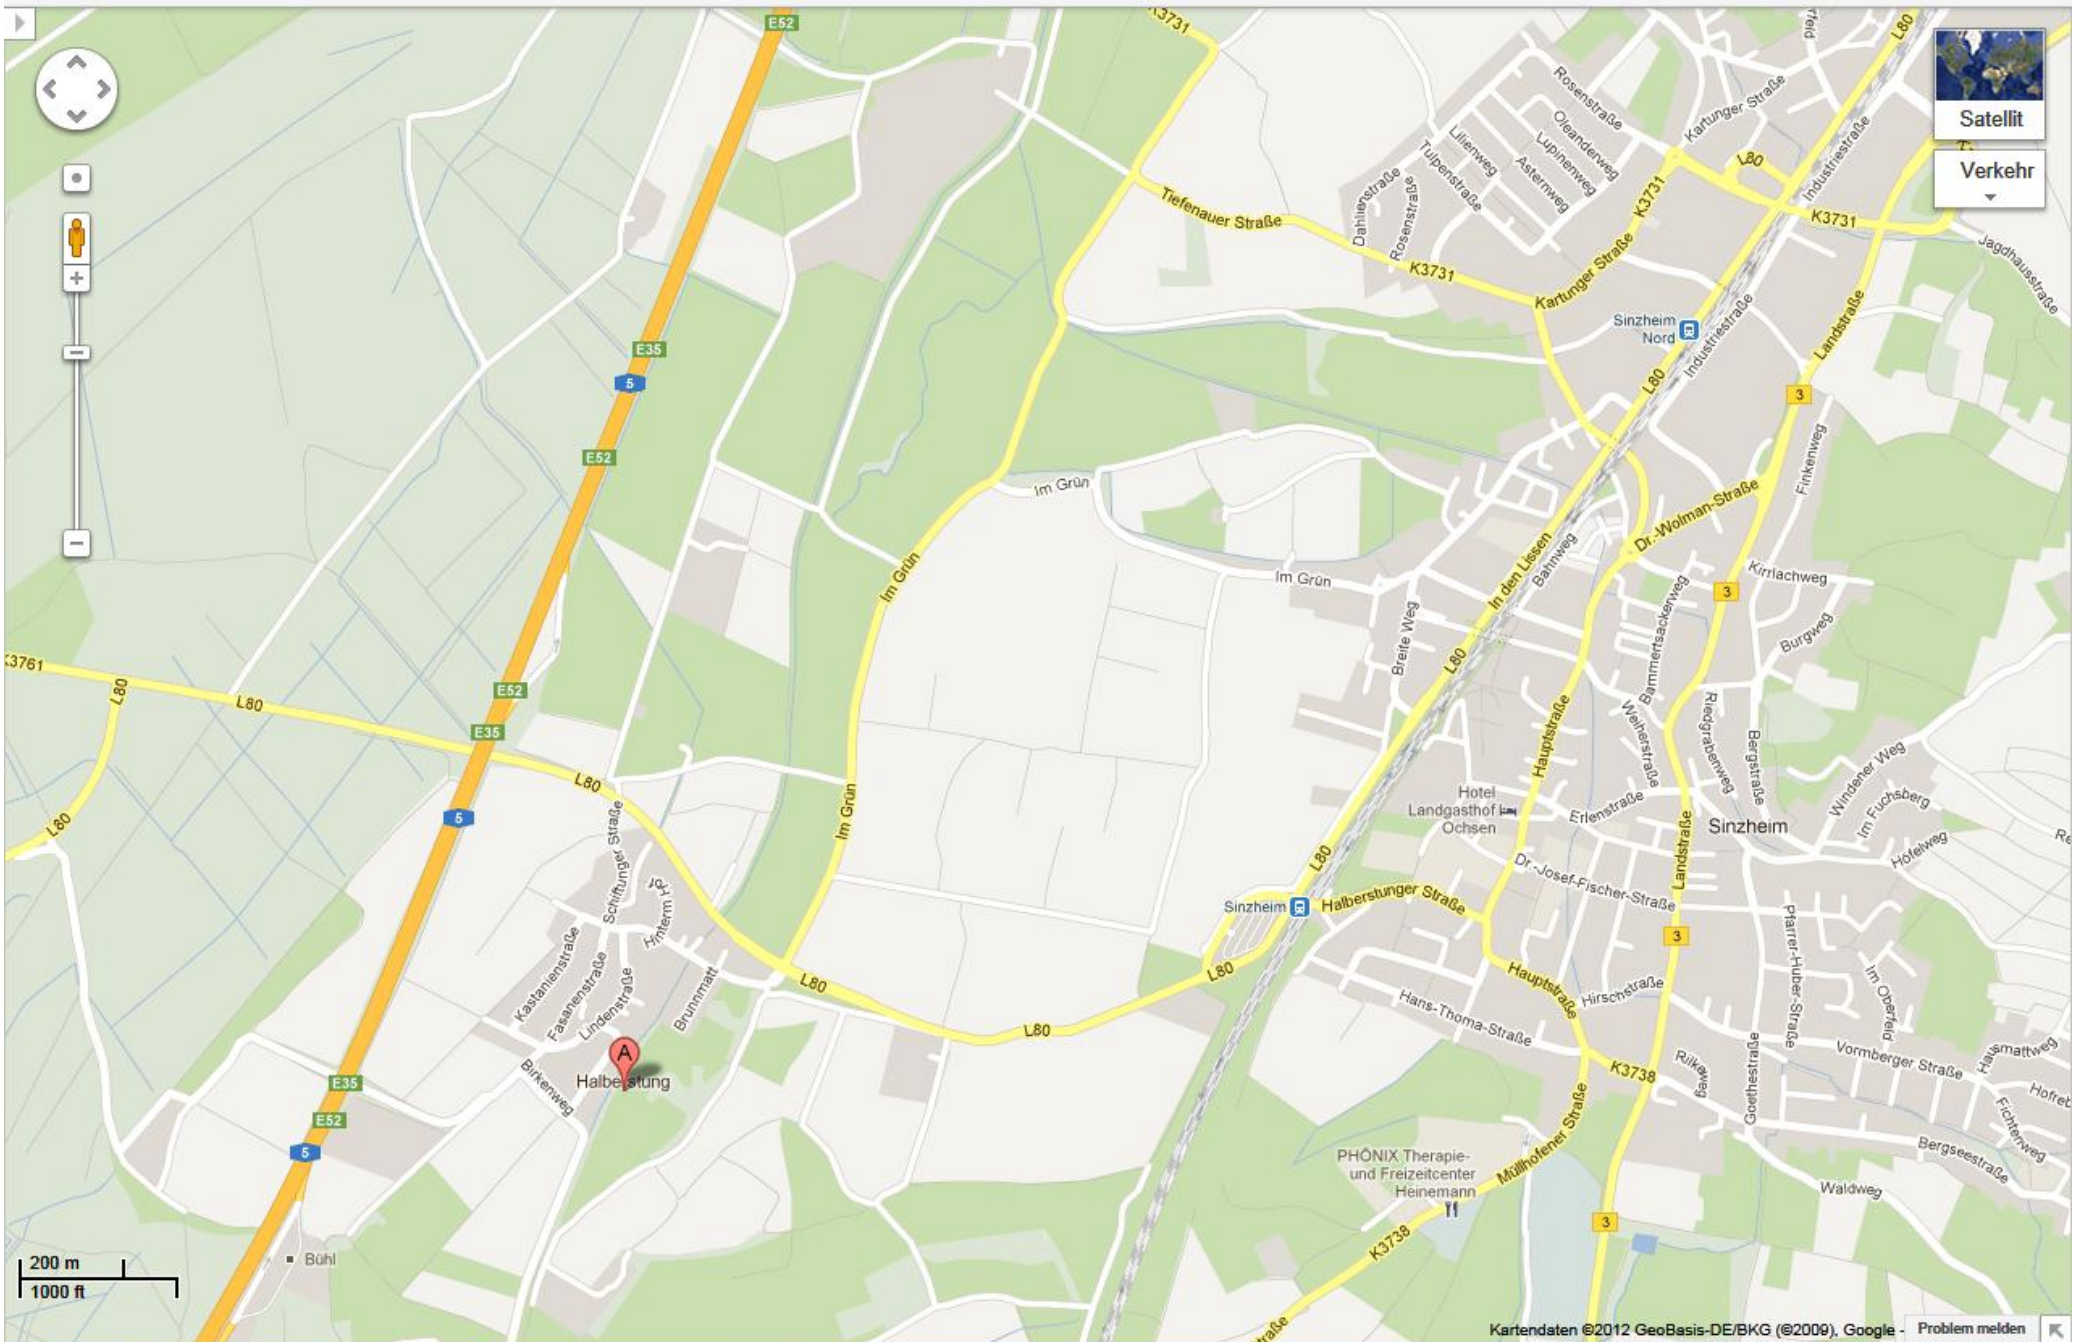 E52
K3731
L80
rfeld
Satellit
Verkehr
Rosenstraße
Kartunger Straße
Oleanderweg
Lupinenweg
Lilienweg
Asternweg
Tulpenstraße
Dahlienstraße
Rosenstraße
L80
Industriestraße
K3731
K3731
Jagdhausstraße
Tiefenauer Straße
K3731
Kartunger Straße
Sinzheim
Nord
Industriestraße
Landstraße
E35
5
L80
3
E52
Finkenweg
Im Grün
Dr.-Wolman-Straße
Im Grün
In den Lissen
Bahnweg
Im Grün
Kirrlachweg
3
Breite Weg
Bammertsackerweg
Burgweg
K3761
L80
L80
E52
E35
L80
Hauptstraße
Weiherstraße
Riedgrabenweg
Bergstraße
Windener Weg
L80
Im Grün
Hotel
Landgasthof
Ochsen
Erlenstraße
Sinzheim
Im Fuchsberg
Höfelweg
Re
L80
5
Schiftunger Straße
Hinterm Hof
L80
Landstraße
Dr.-Josef-Fischer-Straße
Sinzheim
Halberstunger Straße
3
Kastanienstraße
Fasanenstraße
Lindenstraße
Brunnmatt
L80
L80
L80
Hauptstraße
Hirschstraße
Hans-Thoma-Straße
Pfarrer-Huber-Straße
Im Oberfeld
A
Halberstung
Birkenweg
E35
E52
5
K3738
Rilkeweg
Goethestraße
Vormberger Straße
Hausmattweg
Hofreb
Fichtenweg
Bergseestraße
Waldweg
Müllhofener Straße
PHÖNIX Therapie-
und Freizeitcenter
Heinemann
K3738
3
Bühl
200 m
1000 ft
raße
Kartendaten ©2012 GeoBasis-DE/BKG (©2009), Google -
Problem melden